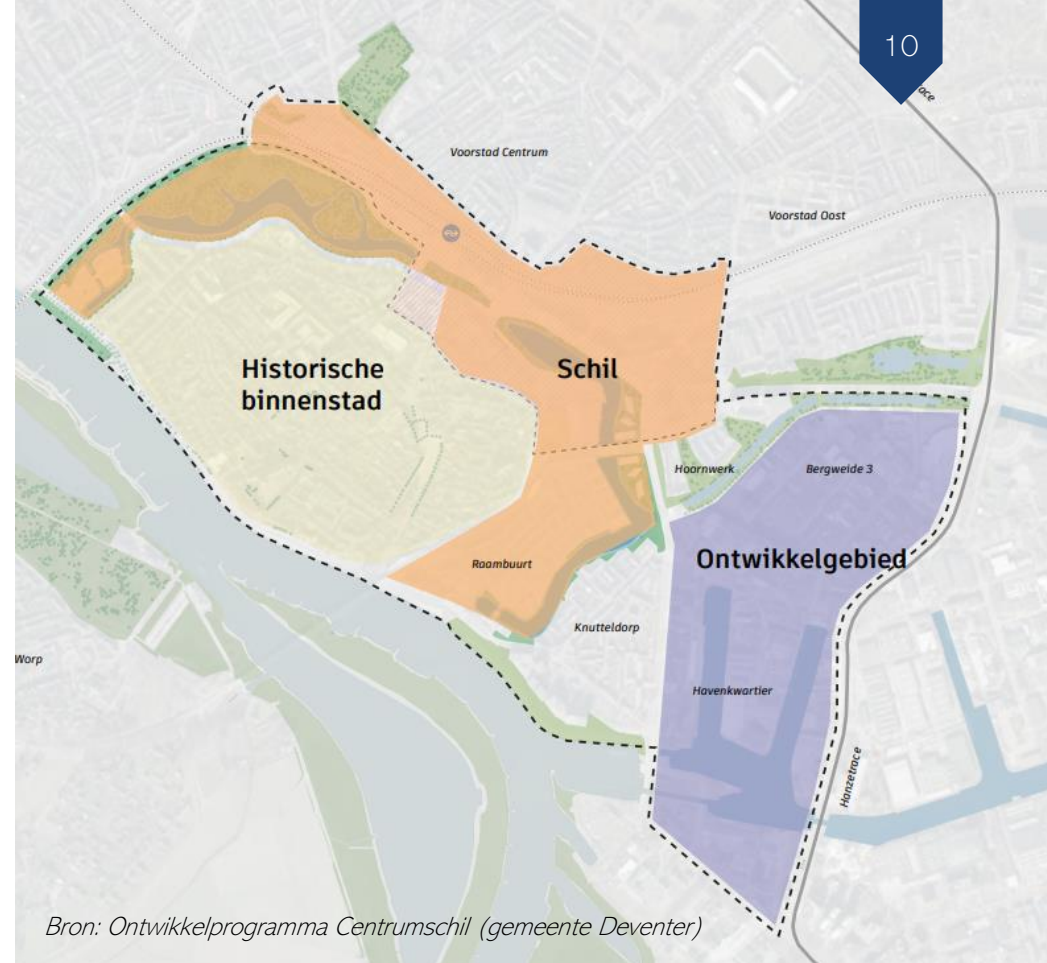 10
ace
Voorstad Centrum
Voorstad Oost
Historische
binnenstad
Schil
Hoornwerk
Bergweide 3
Ontwikkelgebied
Raambuurt
Knutteldorp
Worp
Havenkwartier
Hanzetrace
Bron: Ontwikkelprogramma Centrumschil (gemeente Deventer)